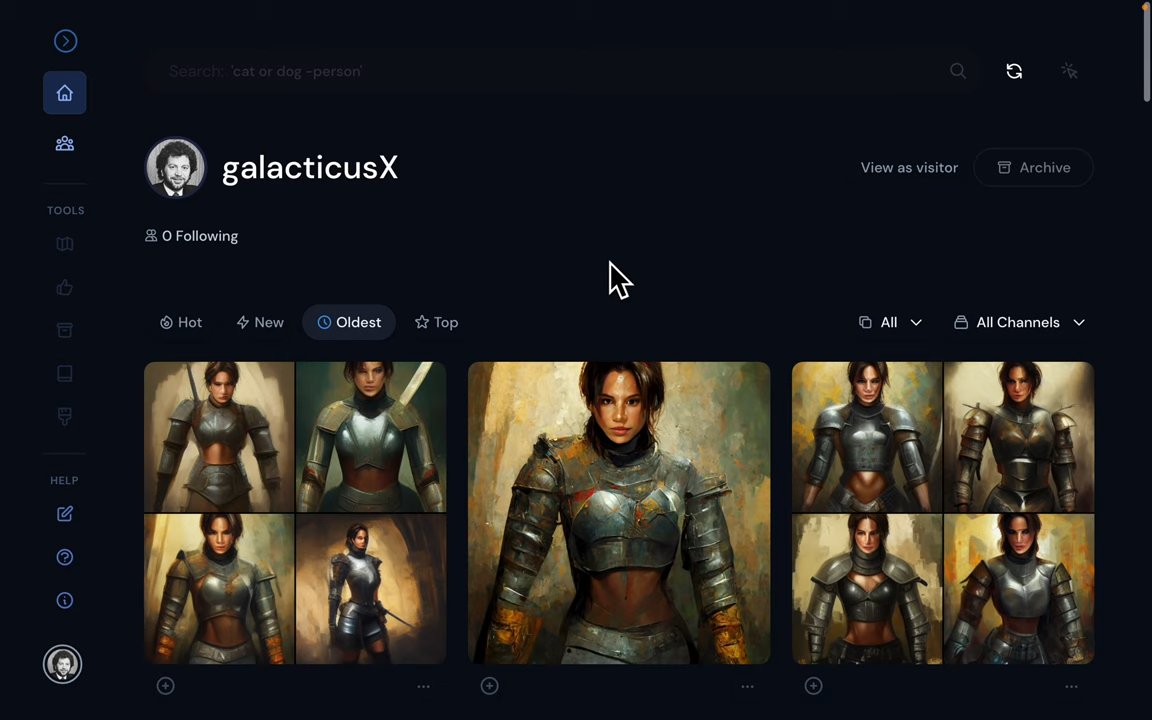 Search: 'cat or dog -person'
galacticusX
View as visitor
Archive
0 Following
TOOLS
Hot
New
Oldest
Top
All
All Channels
HELP